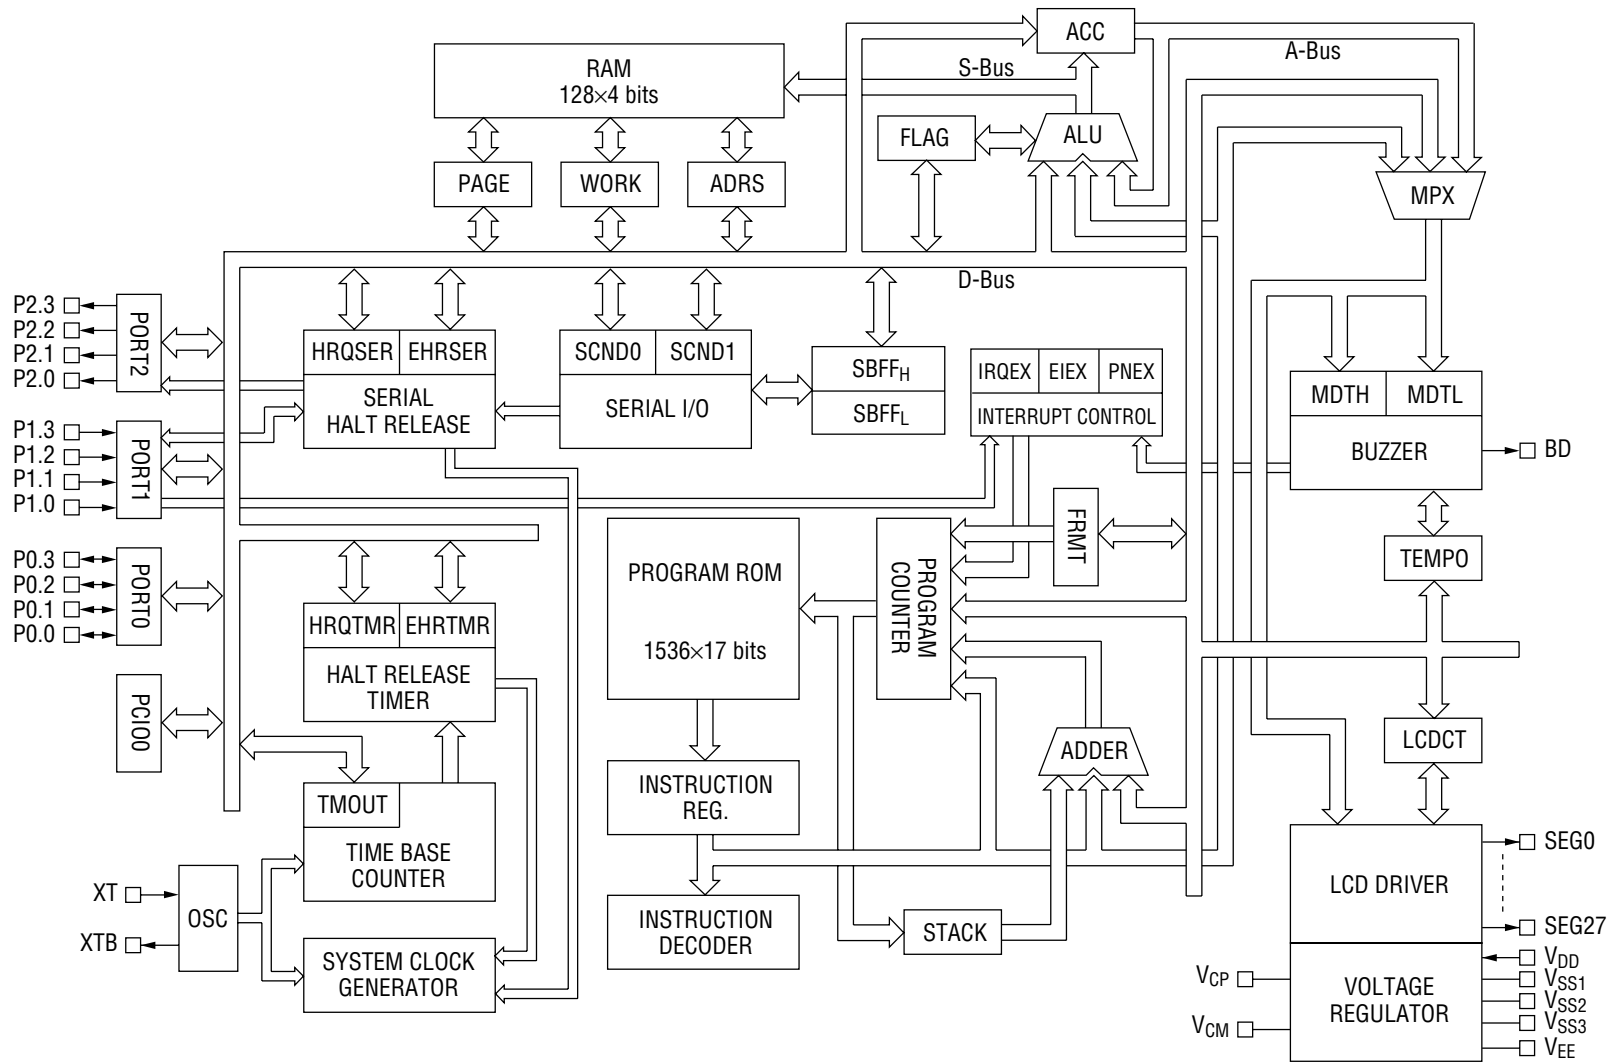 ACC
A-Bus
RAM
128×4 bits
S-Bus
FLAG
ALU
PAGE
WORK
ADRS
MPX
D-Bus
P2.3
P2.2
P2.1
P2.0
PORT2
HRQSER
EHRSER
SERIAL
HALT RELEASE
SCND0
SCND1
SERIAL I/O
SBFFH
SBFFL
IRQEX
EIEX
PNEX
INTERRUPT CONTROL
MDTH
MDTL
BUZZER
BD
P1.3
P1.2
P1.1
P1.0
PORT1
P0.3
P0.2
P0.1
P0.0
PORT0
PROGRAM ROM
1536×17 bits
PROGRAM
COUNTER
FRMT
TEMPO
HRQTMR
EHRTMR
HALT RELEASE
TIMER
PCIO0
ADDER
LCDCT
INSTRUCTION
REG.
TMOUT
TIME BASE
COUNTER
XT
XTB
OSC
INSTRUCTION
DECODER
STACK
SYSTEM CLOCK
GENERATOR
LCD DRIVER
SEG0
SEG27
VOLTAGE
REGULATOR
VCP
VCM
VDD
VSS1
VSS2
VSS3
VEE